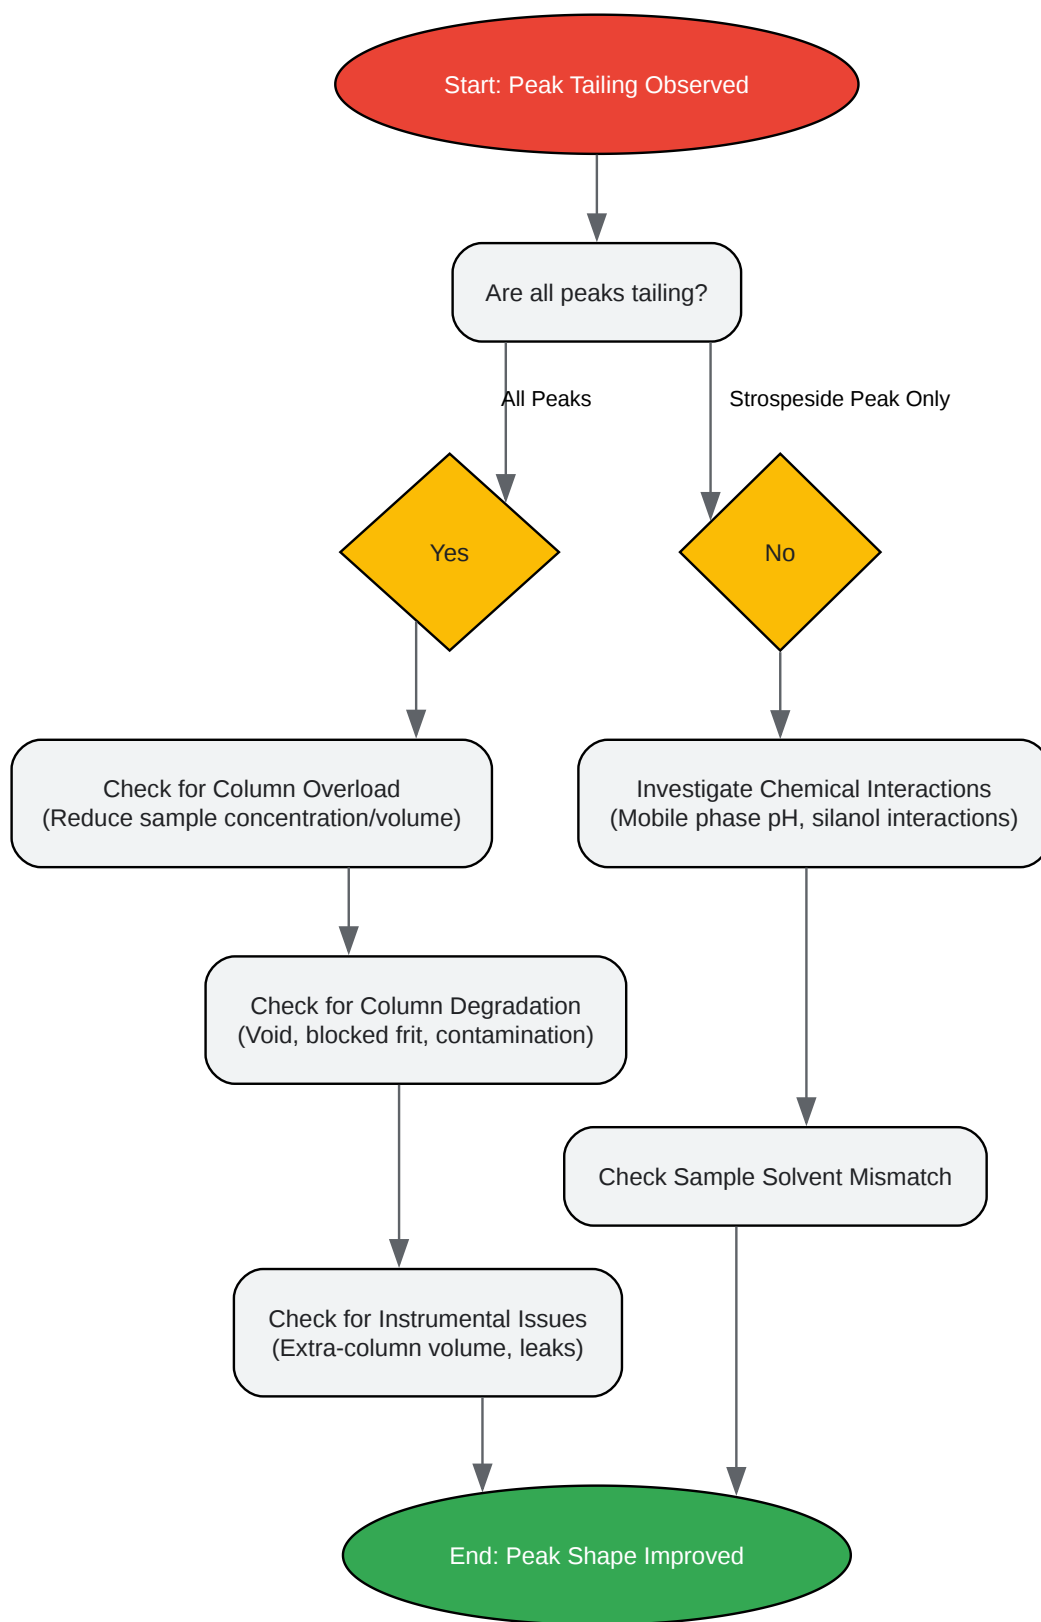 Start: Peak Tailing Observed
Are all peaks tailing?
All Peaks
Strospeside Peak Only
Yes
No
Check for Column Overload
(Reduce sample concentration/volume)
Investigate Chemical Interactions
(Mobile phase pH, silanol interactions)
Check for Column Degradation
(Void, blocked frit, contamination)
Check Sample Solvent Mismatch
Check for Instrumental Issues
(Extra-column volume, leaks)
End: Peak Shape Improved